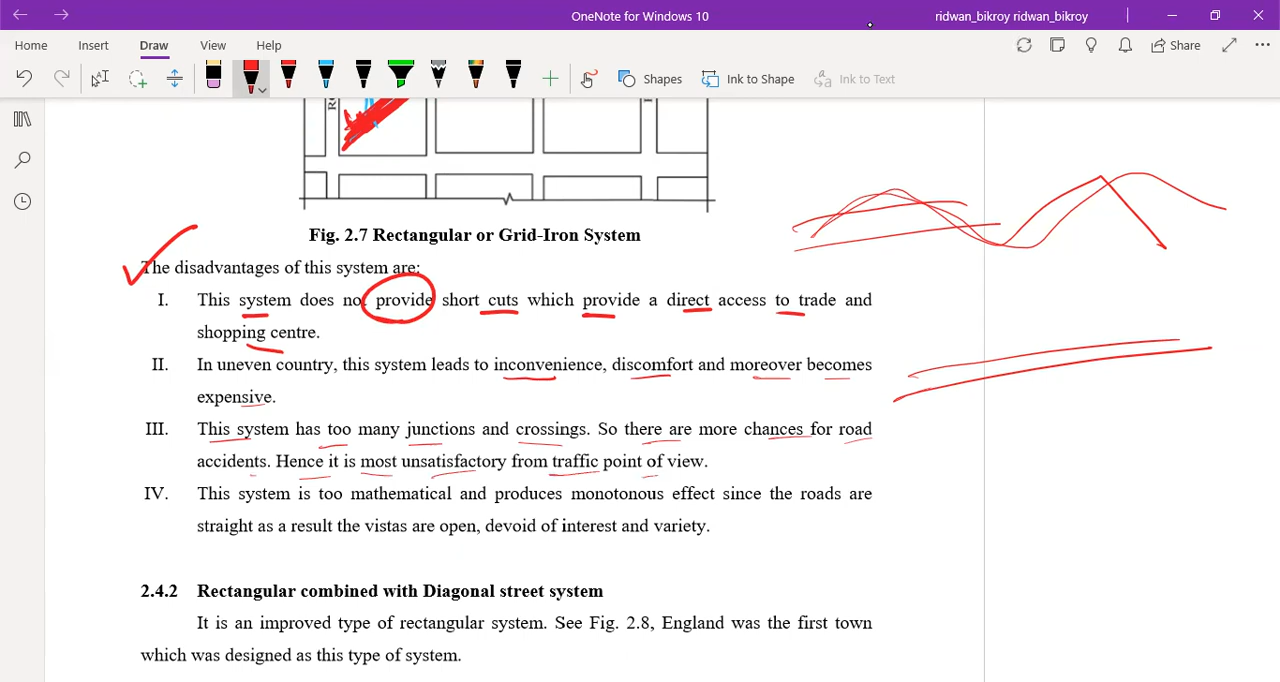 OneNote for Windows 10
ridwan_bikroy ridwan_bikroy
Home Insert Draw View Help
Share
Shapes Ink to Shape Ink to Text
Fig. 2.7 Rectangular or Grid-Iron System
The disadvantages of this system are:
I. This system does no provide short cuts which provide a direct access to trade and
shopping centre.
II. In uneven country, this system leads to inconvenience, discomfort and moreover becomes
expensive.
III. This system has too many junctions and crossings. So there are more chances for road
accidents. Hence it is most unsatisfactory from traffic point of view.
IV. This system is too mathematical and produces monotonous effect since the roads are
straight as a result the vistas are open, devoid of interest and variety.
2.4.2 Rectangular combined with Diagonal street system
It is an improved type of rectangular system. See Fig. 2.8, England was the first town
which was designed as this type of system.